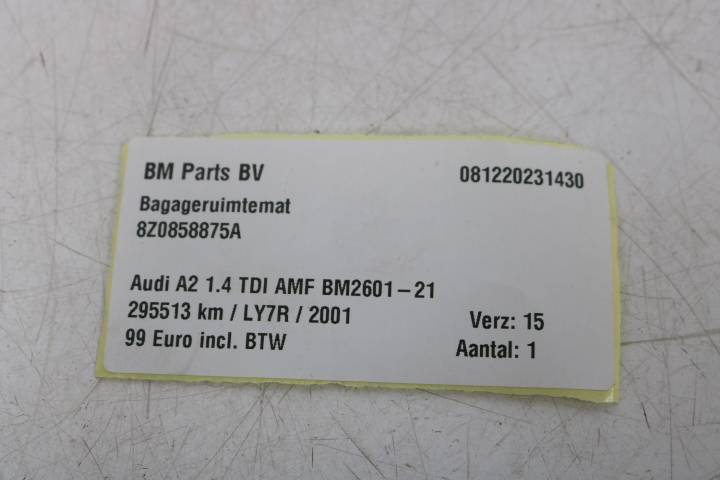 BM Parts BV 081220231430
Bagageruimtemat
8Z0858875A
Audi A2 1.4 TDI AMF BM2601-21
295513 km / LY7R / 2001 Verz: 15
99 Euro incl. BTW Aantal: 1